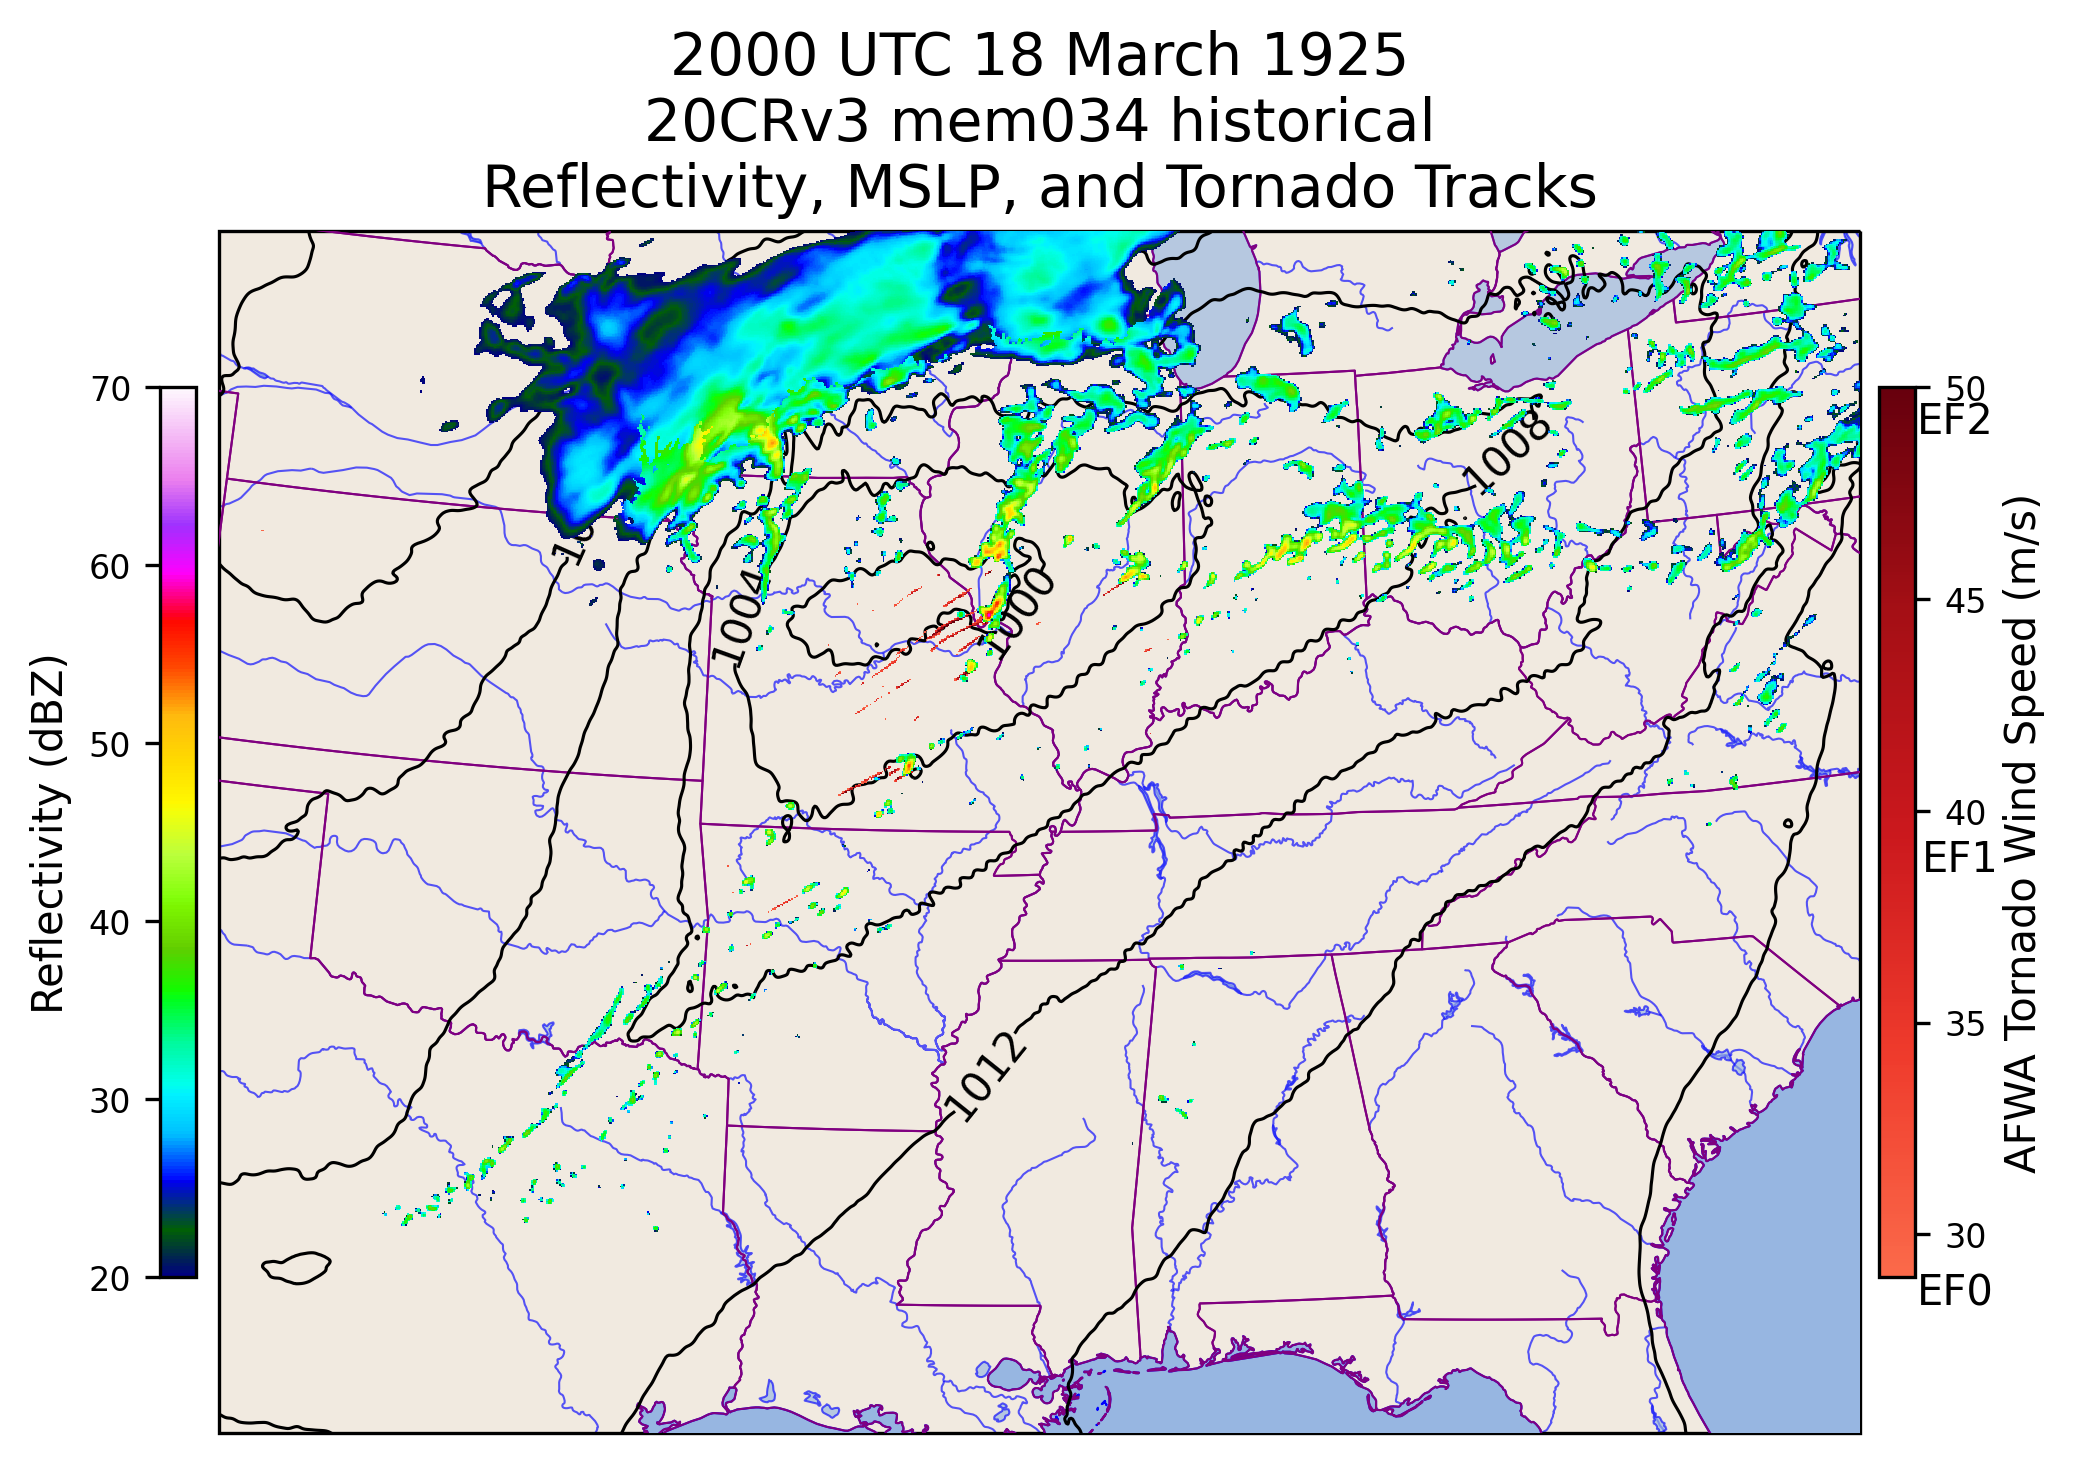 2000 UTC 18 March 1925
20CRv3 mem034 historical
Reflectivity, MSLP, and Tornado Tracks
70
60
50
40
30
20
Reflectivity (dBZ)
1004
1000
1008
1012
10
50
EF2
45
40
EF1
35
30
EF0
AFWA Tornado Wind Speed (m/s)